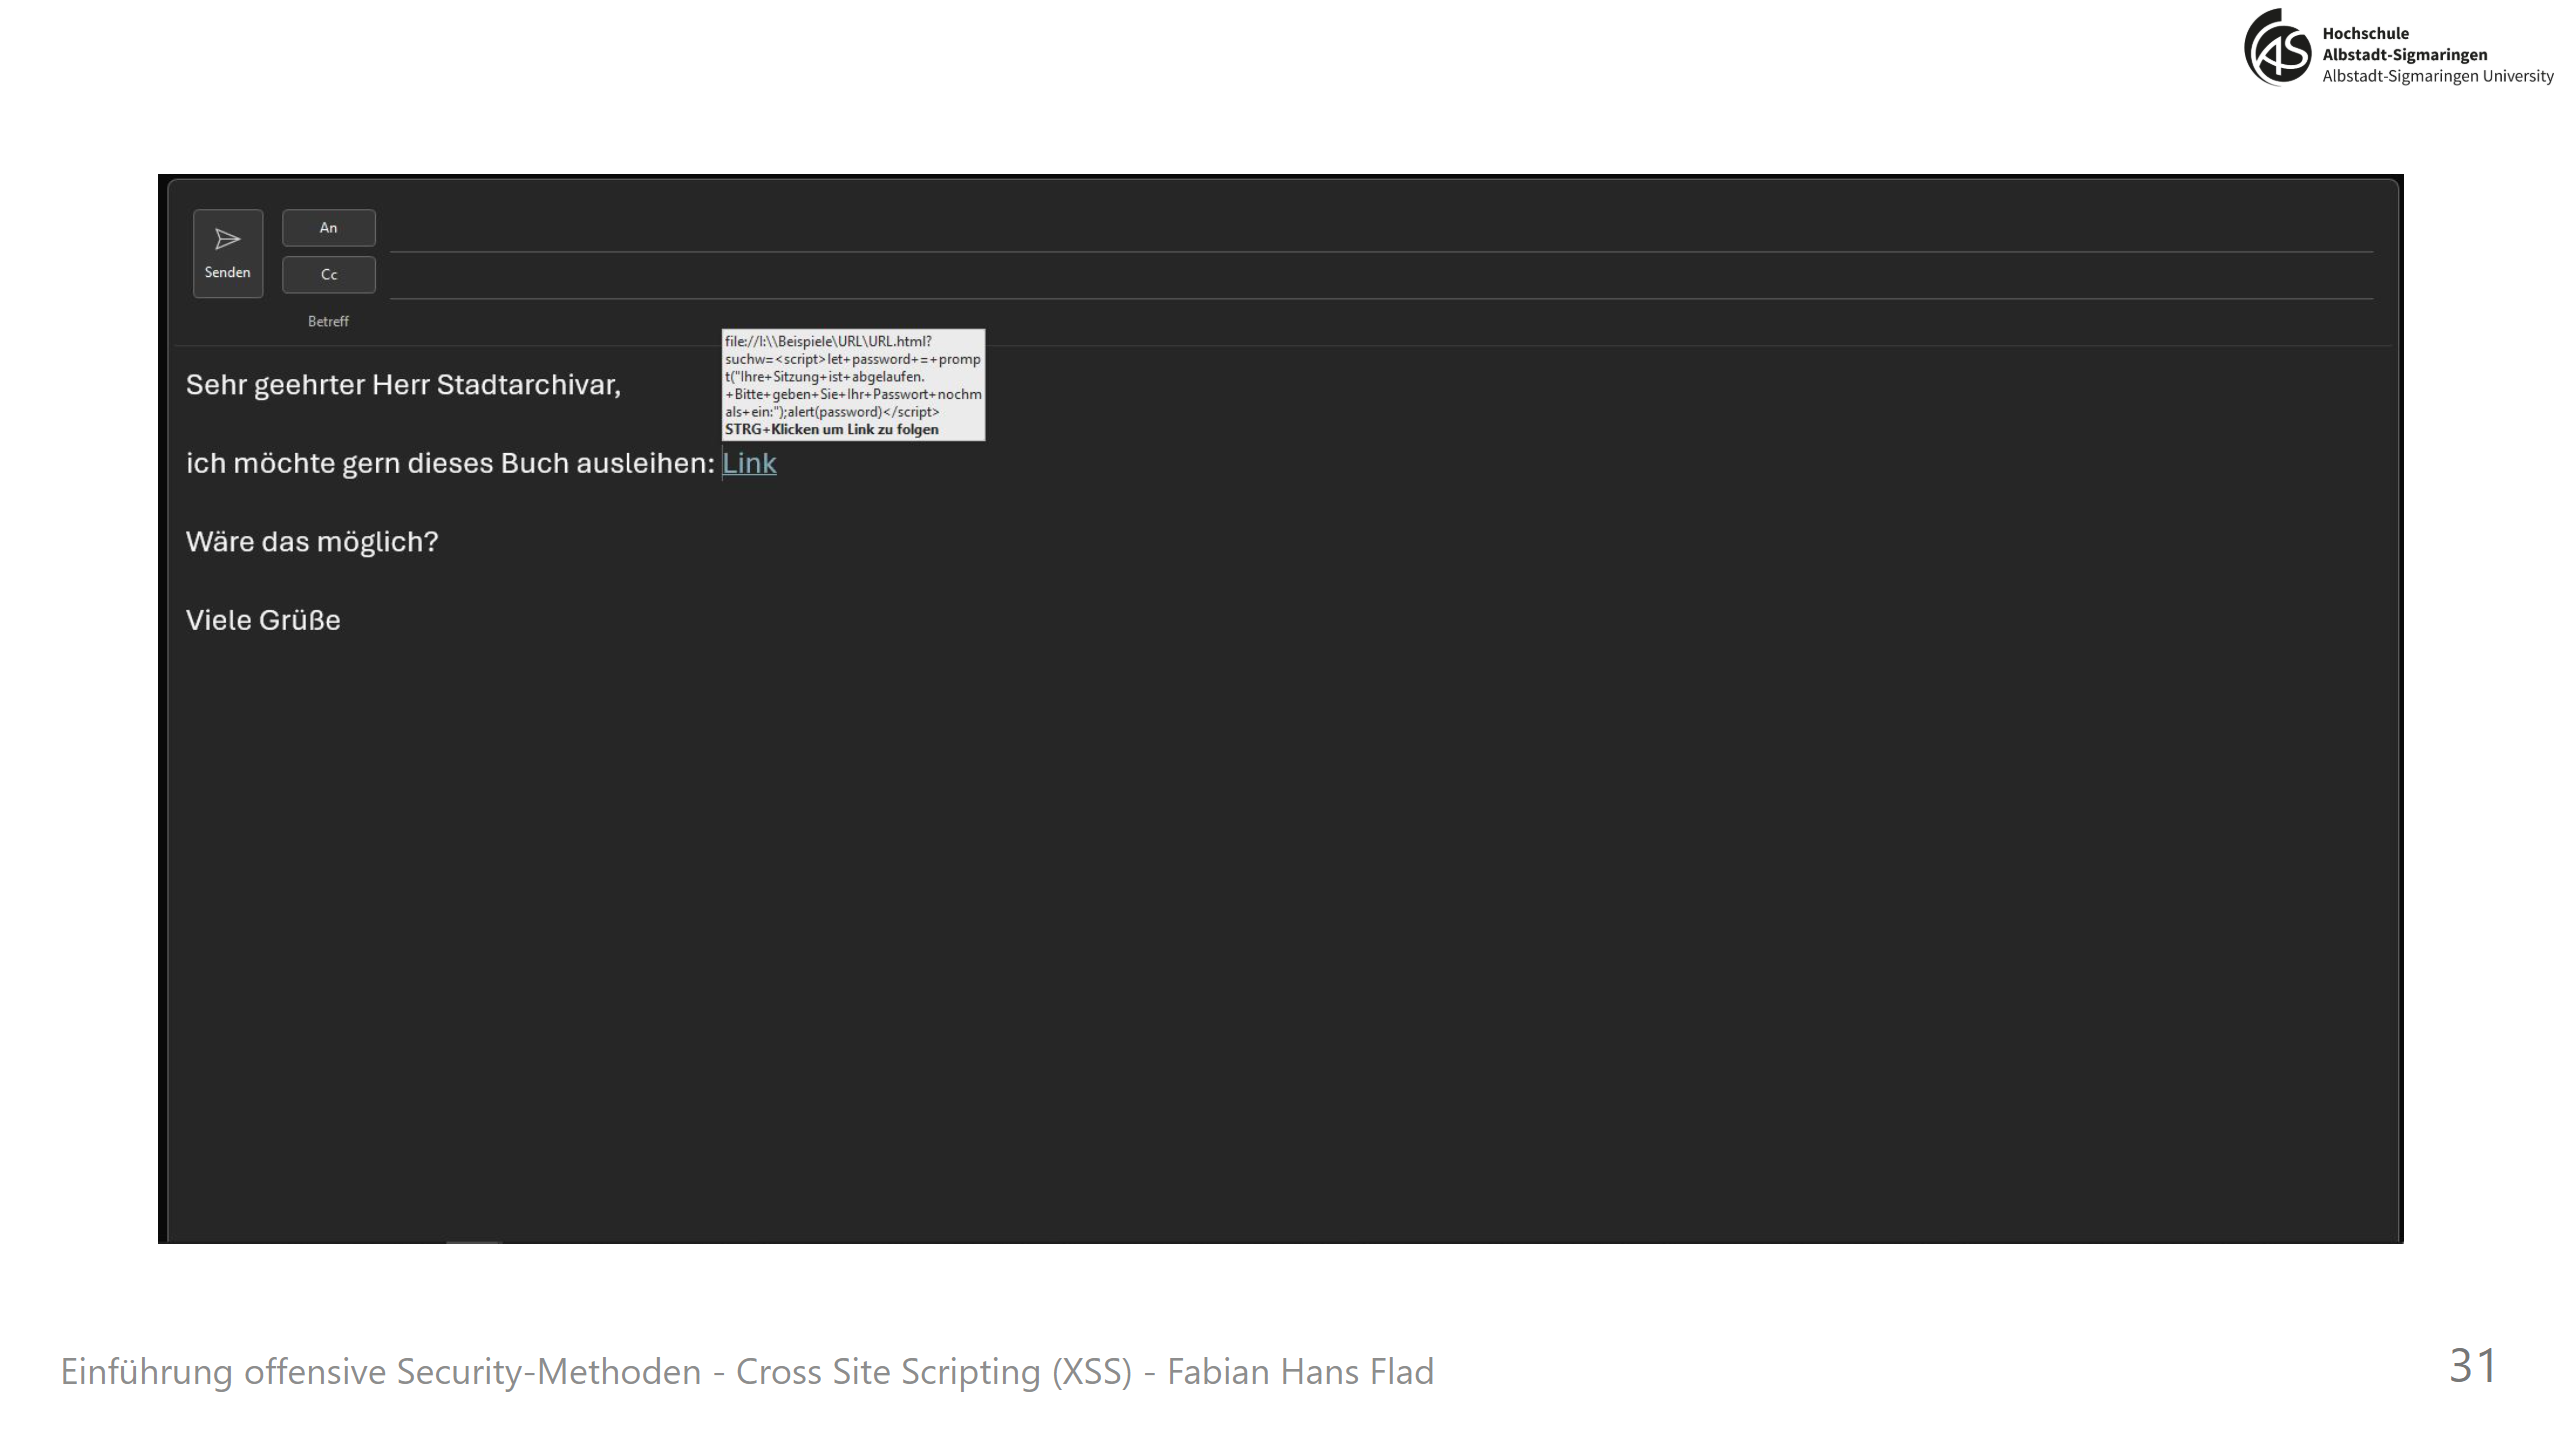 Hochschule
Albstadt-Sigmaringen
Albstadt-Sigmaringen University
Senden
An
Cc
Betreff
file://I:\\Beispiele\URL\URL.html?
suchw=<script>let+password+=+promp
t("Ihre+Sitzung+ist+abgelaufen.
+Bitte+geben+Sie+Ihr+Passwort+nochm
als+ein:");alert(password)</script>
STRG+Klicken um Link zu folgen
Sehr geehrter Herr Stadtarchivar,
ich möchte gern dieses Buch ausleihen: Link
Wäre das möglich?
Viele Grüße
Einführung offensive Security-Methoden - Cross Site Scripting (XSS) - Fabian Hans Flad
31